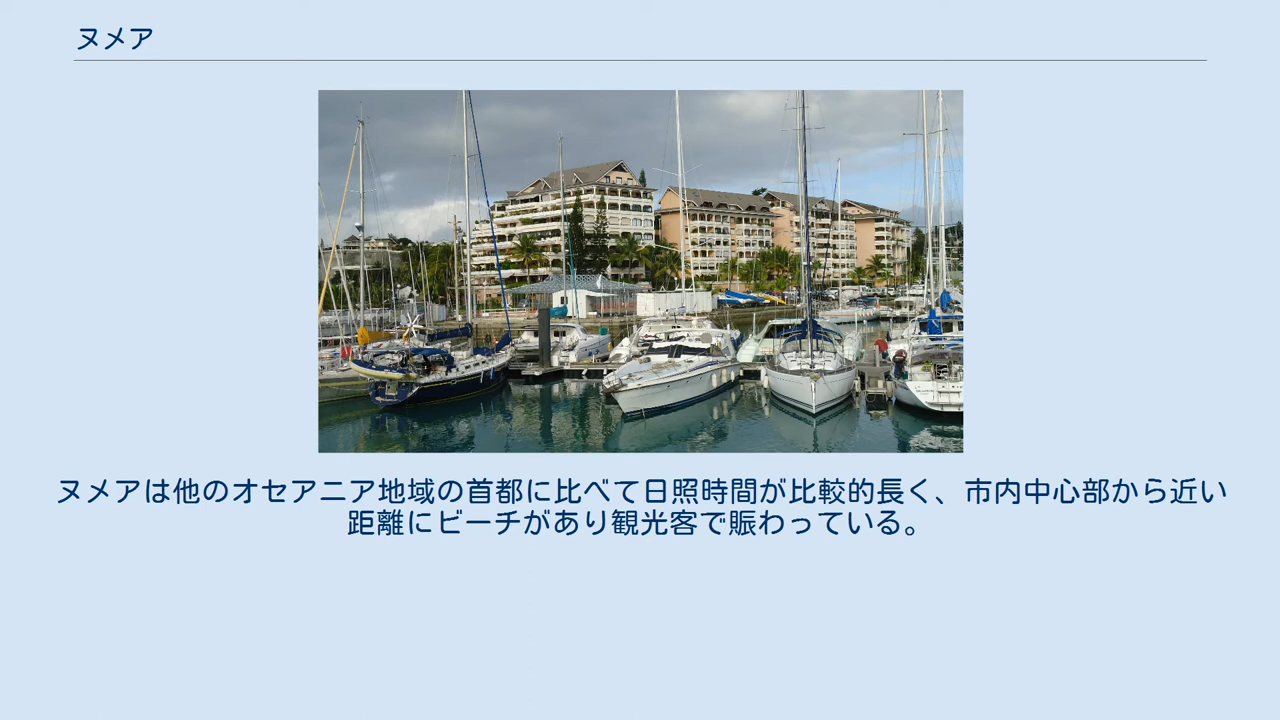 ヌメア
ヌメアは他のオセアニア地域の首都に比べて日照時間が比較的長く、市内中心部から近い
距離にビーチがあり観光客で賑わっている。